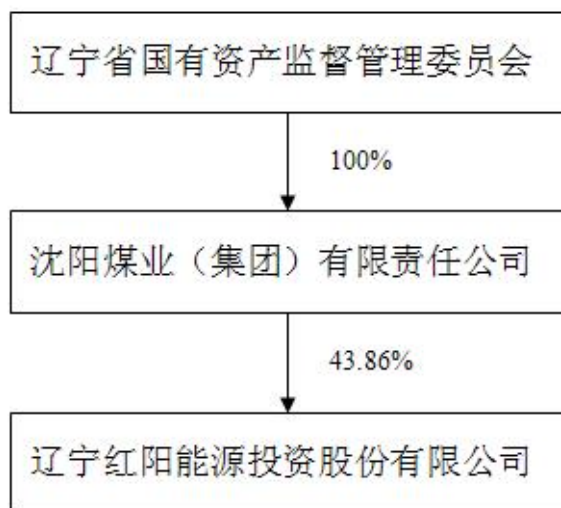 辽宁省国有资产监督管理委员会
100%
沈阳煤业（集团）有限责任公司
43.86%
辽宁红阳能源投资股份有限公司